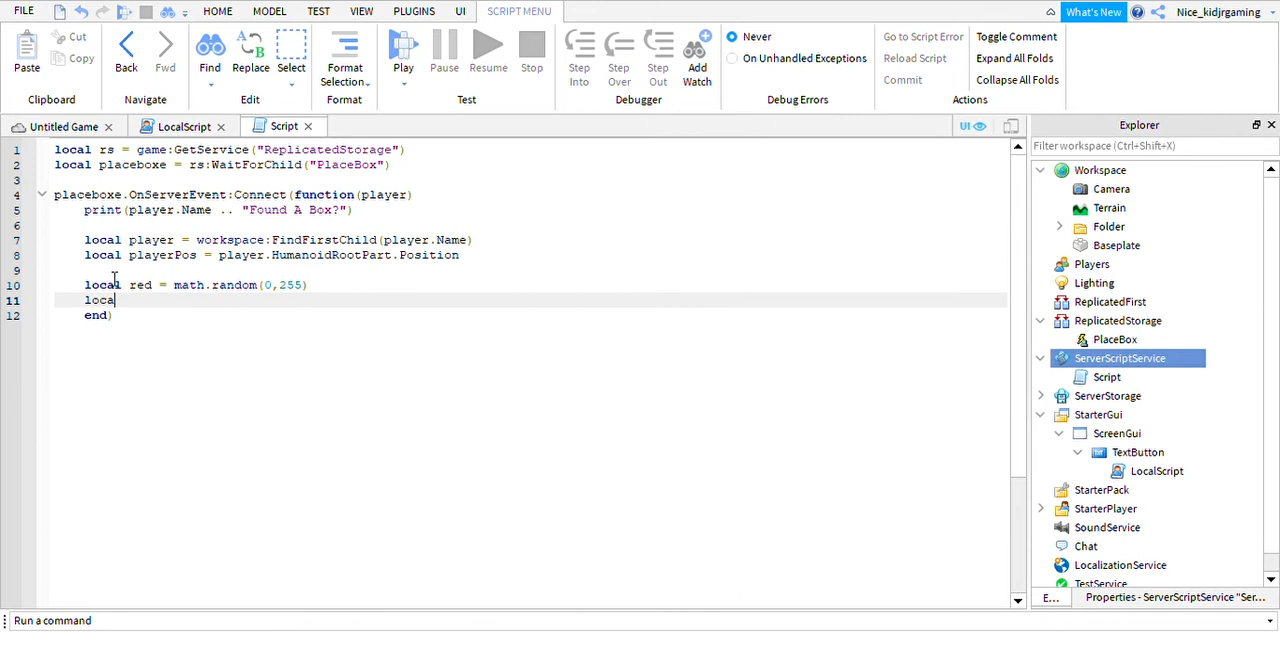 FILE HOME MODEL TEST VIEW PLUGINS UI SCRIPT MENU What's New Nice_kidjrgaming
Paste Cut Copy Clipboard
Back Fwd Navigate
Find Replace Select Edit
Format Selection Format
Play Pause Resume Stop Test
Step Into Step Over Step Out Add Watch Debugger
Never On Unhandled Exceptions Debug Errors
Go to Script Error Reload Script Commit Toggle Comment Expand All Folds Collapse All Folds Actions
Untitled Game LocalScript Script UI
1 local rs = game:GetService("ReplicatedStorage")
2 local placeboxe = rs:WaitForChild("PlaceBox")
3
4 placeboxe.OnServerEvent:Connect(function(player)
5 print(player.Name .. "Found A Box?")
6
7 local player = workspace:FindFirstChild(player.Name)
8 local playerPos = player.HumanoidRootPart.Position
9
10 local red = math.random(0,255)
11 loca
12 end)
Explorer
Filter workspace (Ctrl+Shift+X)
Workspace
Camera
Terrain
Folder
Baseplate
Players
Lighting
ReplicatedFirst
ReplicatedStorage
PlaceBox
ServerScriptService
Script
ServerStorage
StarterGui
ScreenGui
TextButton
LocalScript
StarterPack
StarterPlayer
SoundService
Chat
LocalizationService
TestService
E... Properties - ServerScriptService "Ser...
Run a command